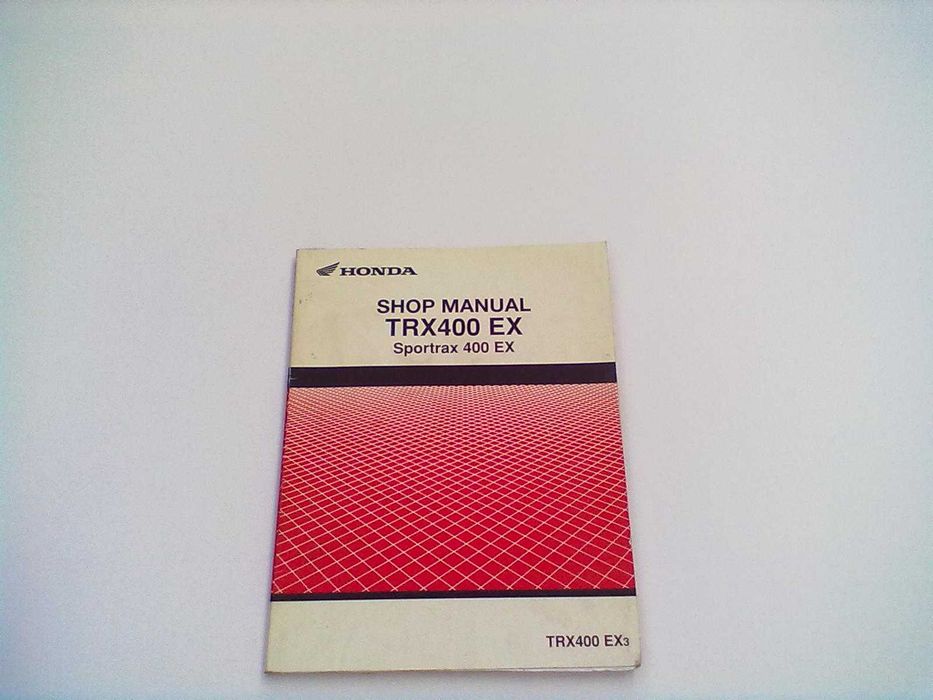 HONDA
SHOP MANUAL
TRX400 EX
Sportrax 400 EX
TRX400 EX3